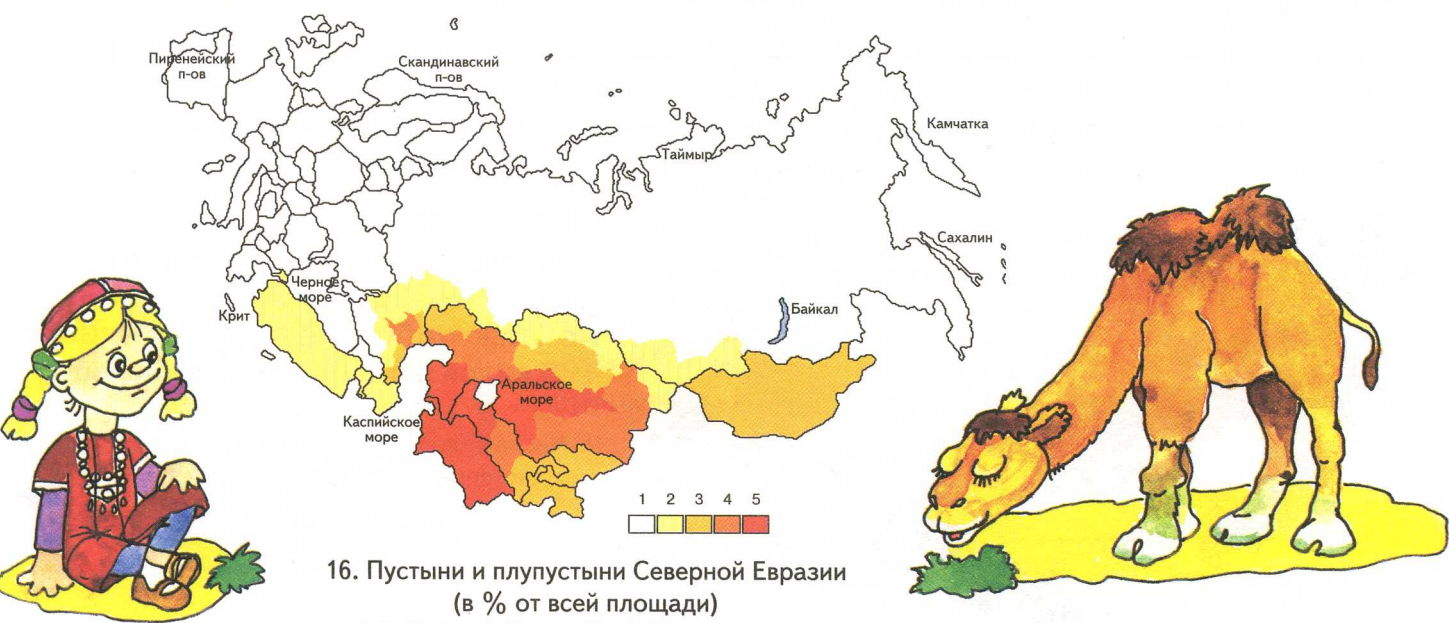 Пиренейский
п-ов
Скандинавский
п-ов
Камчатка
Таймыр
Сахалин
Черное
море
Крит
Байкал
Аральское
море
Каспийское
море
1 2 3 4 5
16. Пустыни и плупустыни Северной Евразии
(в % от всей площади)